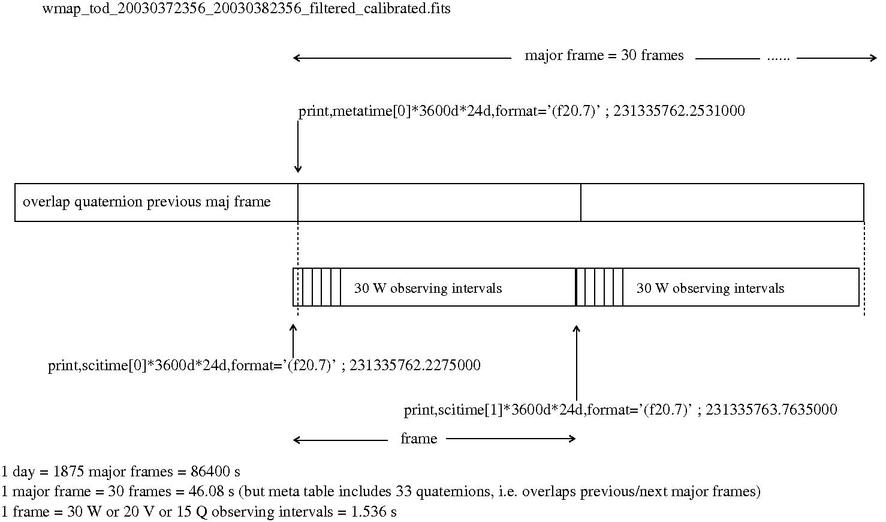 wmap_tod_20030372356_20030382356_filtered_calibrated.fits
major frame = 30 frames ......
print,metatime[0]*3600d*24d,format='(f20.7)' ; 231335762.2531000
overlap quaternion previous maj frame
30 W observing intervals 30 W observing intervals
print,scitime[0]*3600d*24d,format='(f20.7)' ; 231335762.2275000
print,scitime[1]*3600d*24d,format='(f20.7)' ; 231335763.7635000
frame
1 day = 1875 major frames = 86400 s
1 major frame = 30 frames = 46.08 s (but meta table includes 33 quaternions, i.e. overlaps previous/next major frames)
1 frame = 30 W or 20 V or 15 Q observing intervals = 1.536 s